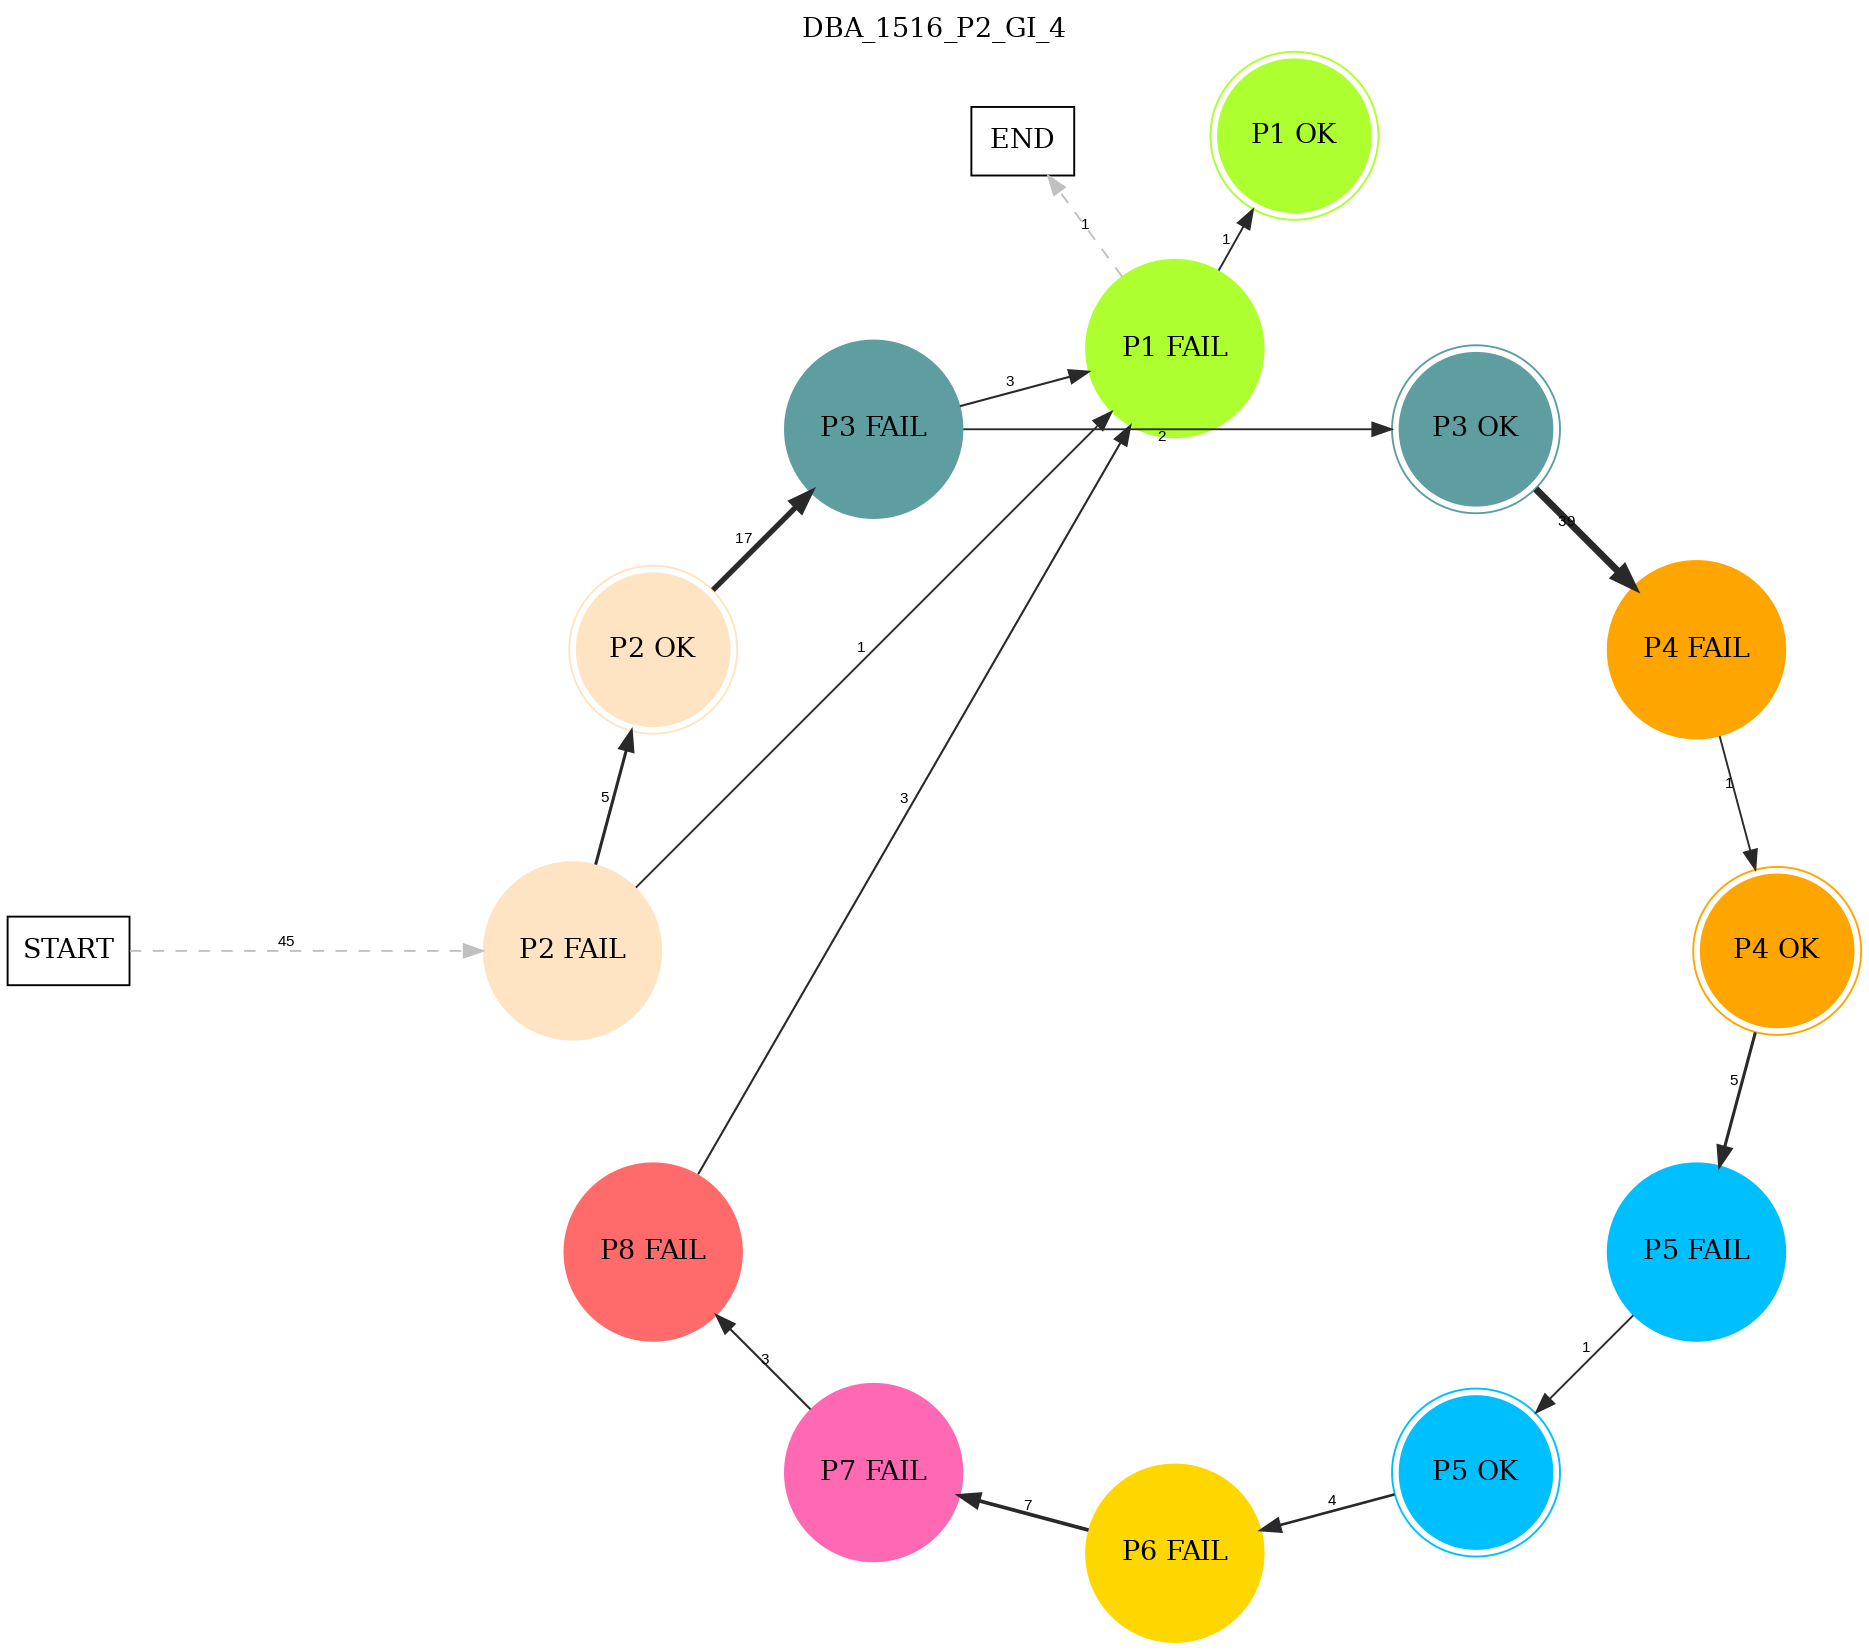 DBA_1516_P2_GI_4
P1 OK
END
1
1
P1 FAIL
3
P3 FAIL
2
P3 OK
39
17
P2 OK
1
P4 FAIL
1
5
3
START
45
P2 FAIL
P4 OK
5
P8 FAIL
P5 FAIL
1
3
P7 FAIL
P5 OK
4
7
P6 FAIL